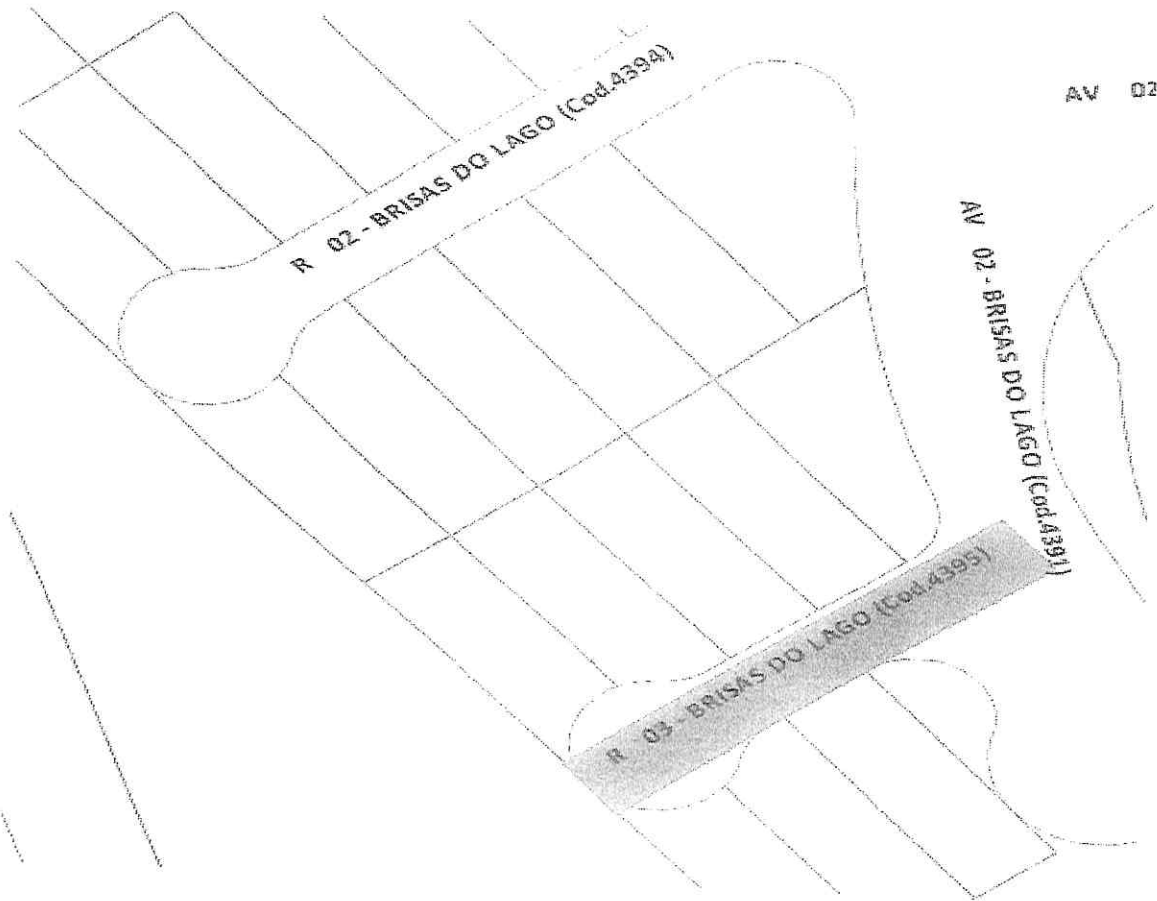 R 02 - BRISAS DO LAGO (Cod.4394)
AV 02
AV 02 - BRISAS DO LAGO (Cod.4391)
R 03 - BRISAS DO LAGO (Cod.4395)